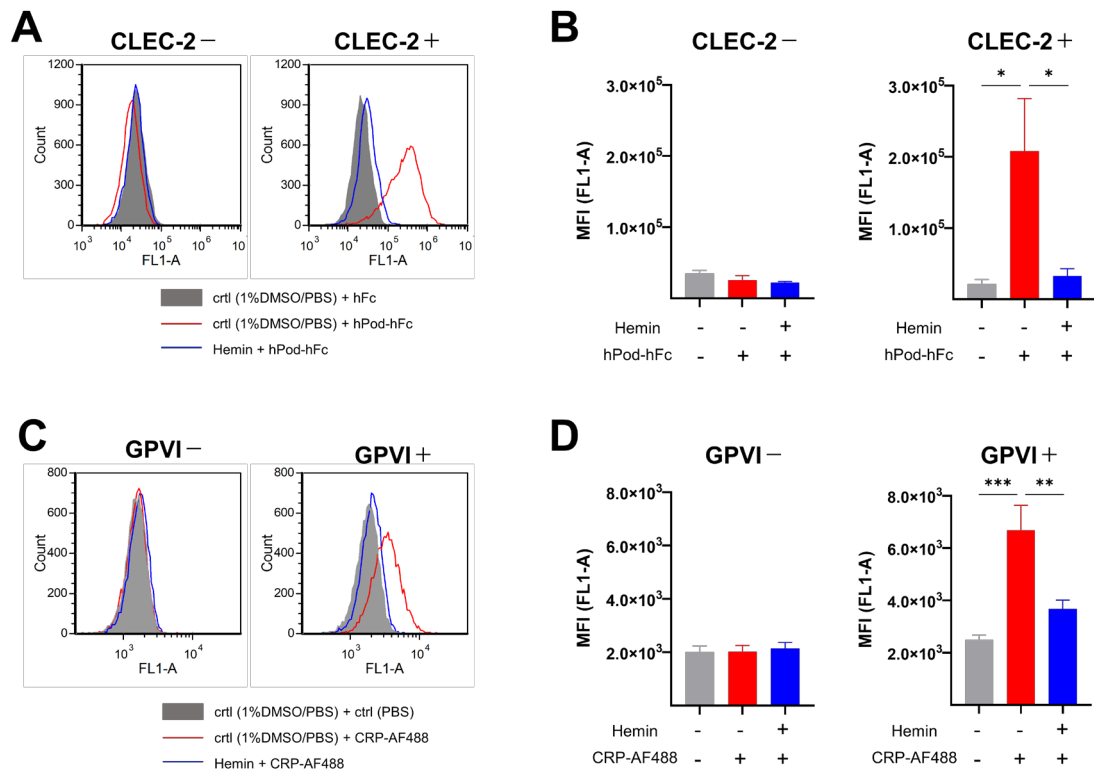 A
CLEC-2－
CLEC-2＋
1200
900
600
300
0
Count
10³ 10⁴ 10⁵ 10⁶ 10
FL1-A
1200
900
600
300
0
Count
10³ 10⁴ 10⁵ 10⁶ 10
FL1-A
crtl (1%DMSO/PBS) + hFc
crtl (1%DMSO/PBS) + hPod-hFc
Hemin + hPod-hFc
B
CLEC-2－
3.0×10⁵
2.0×10⁵
1.0×10⁵
MFI (FL1-A)
Hemin - - +
hPod-hFc - + +
CLEC-2＋
* *
3.0×10⁵
2.0×10⁵
1.0×10⁵
MFI (FL1-A)
Hemin - - +
hPod-hFc - + +
C
GPVI－
GPVI＋
800
600
400
200
0
Count
10³ 10⁴
FL1-A
800
600
400
200
0
Count
10³ 10⁴
FL1-A
crtl (1%DMSO/PBS) + ctrl (PBS)
crtl (1%DMSO/PBS) + CRP-AF488
Hemin + CRP-AF488
D
GPVI－
8.0×10³
6.0×10³
4.0×10³
2.0×10³
MFI (FL1-A)
Hemin - - +
CRP-AF488 - + +
GPVI＋
*** **
8.0×10³
6.0×10³
4.0×10³
2.0×10³
MFI (FL1-A)
Hemin - - +
CRP-AF488 - + +